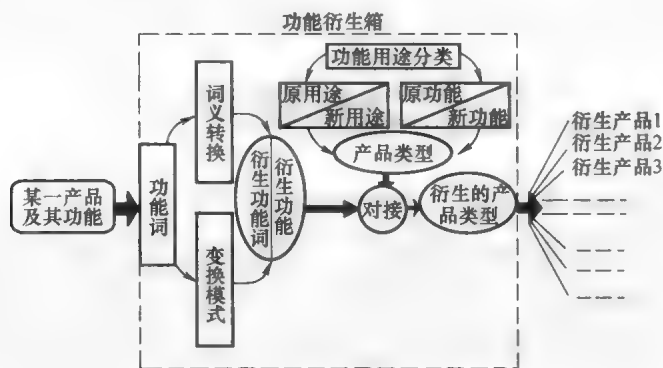 功能衍生箱
功能用途分类
原用途
新用途
原功能
新功能
产品类型
词义转换
功能词
变换模式
衍生功能词
衍生功能
某一产品
及其功能
对接
衍生的产
品类型
衍生产品1
衍生产品2
衍生产品3